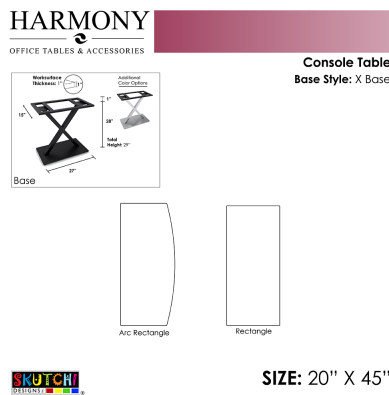 HARMONY
OFFICE TABLES & ACCESSORIES
Console Table
Base Style: X Base
Worksurface
Thickness: 1"
1"
Additional
Color Options
15"
1"
28"
Total
Height: 29"
27"
Base
Arc Rectangle
Rectangle
SKUTCHI
DESIGNS
®
SIZE: 20" X 45"